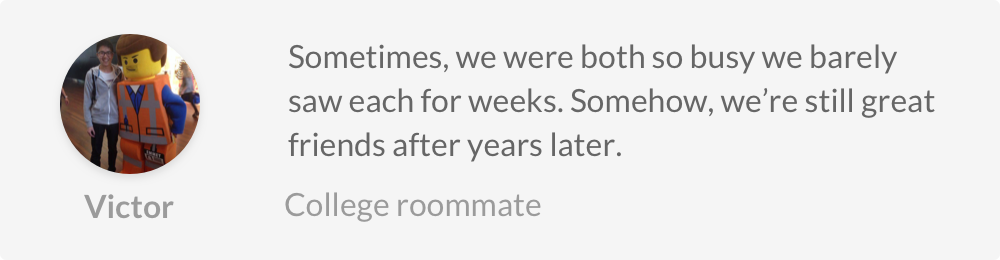 Sometimes, we were both so busy we barely
saw each for weeks. Somehow, we’re still great
friends after years later.
Victor
College roommate